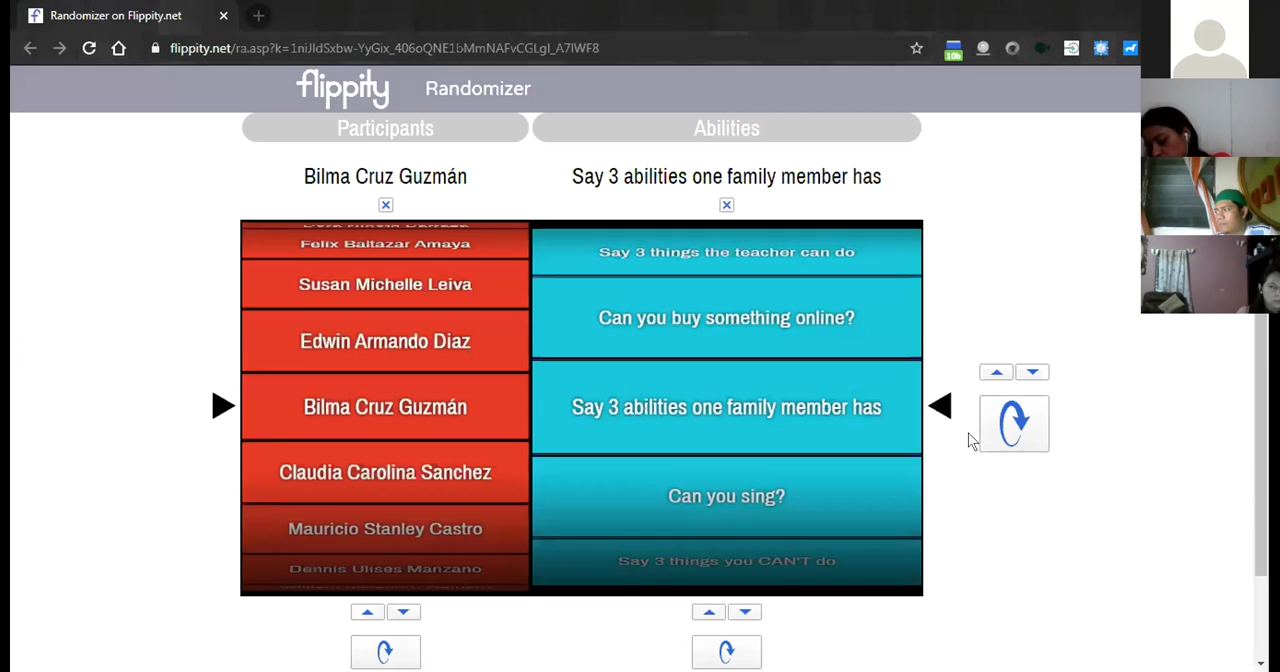 Randomizer on Flippity.net
flippity.net/ra.asp?k=1niJIdSxbw-YyGix_406oQNE1bMmNAFvCGLgI_A7IWF8
10h
flippity Randomizer
Participants Abilities
Bilma Cruz Guzmán Say 3 abilities one family member has
Felix Baltazar Amaya
Say 3 things the teacher can do
Susan Michelle Leiva
Can you buy something online?
Edwin Armando Diaz
Bilma Cruz Guzmán Say 3 abilities one family member has
Claudia Carolina Sanchez
Can you sing?
Mauricio Stanley Castro
Say 3 things you CAN'T do
Dennis Ulises Manzano